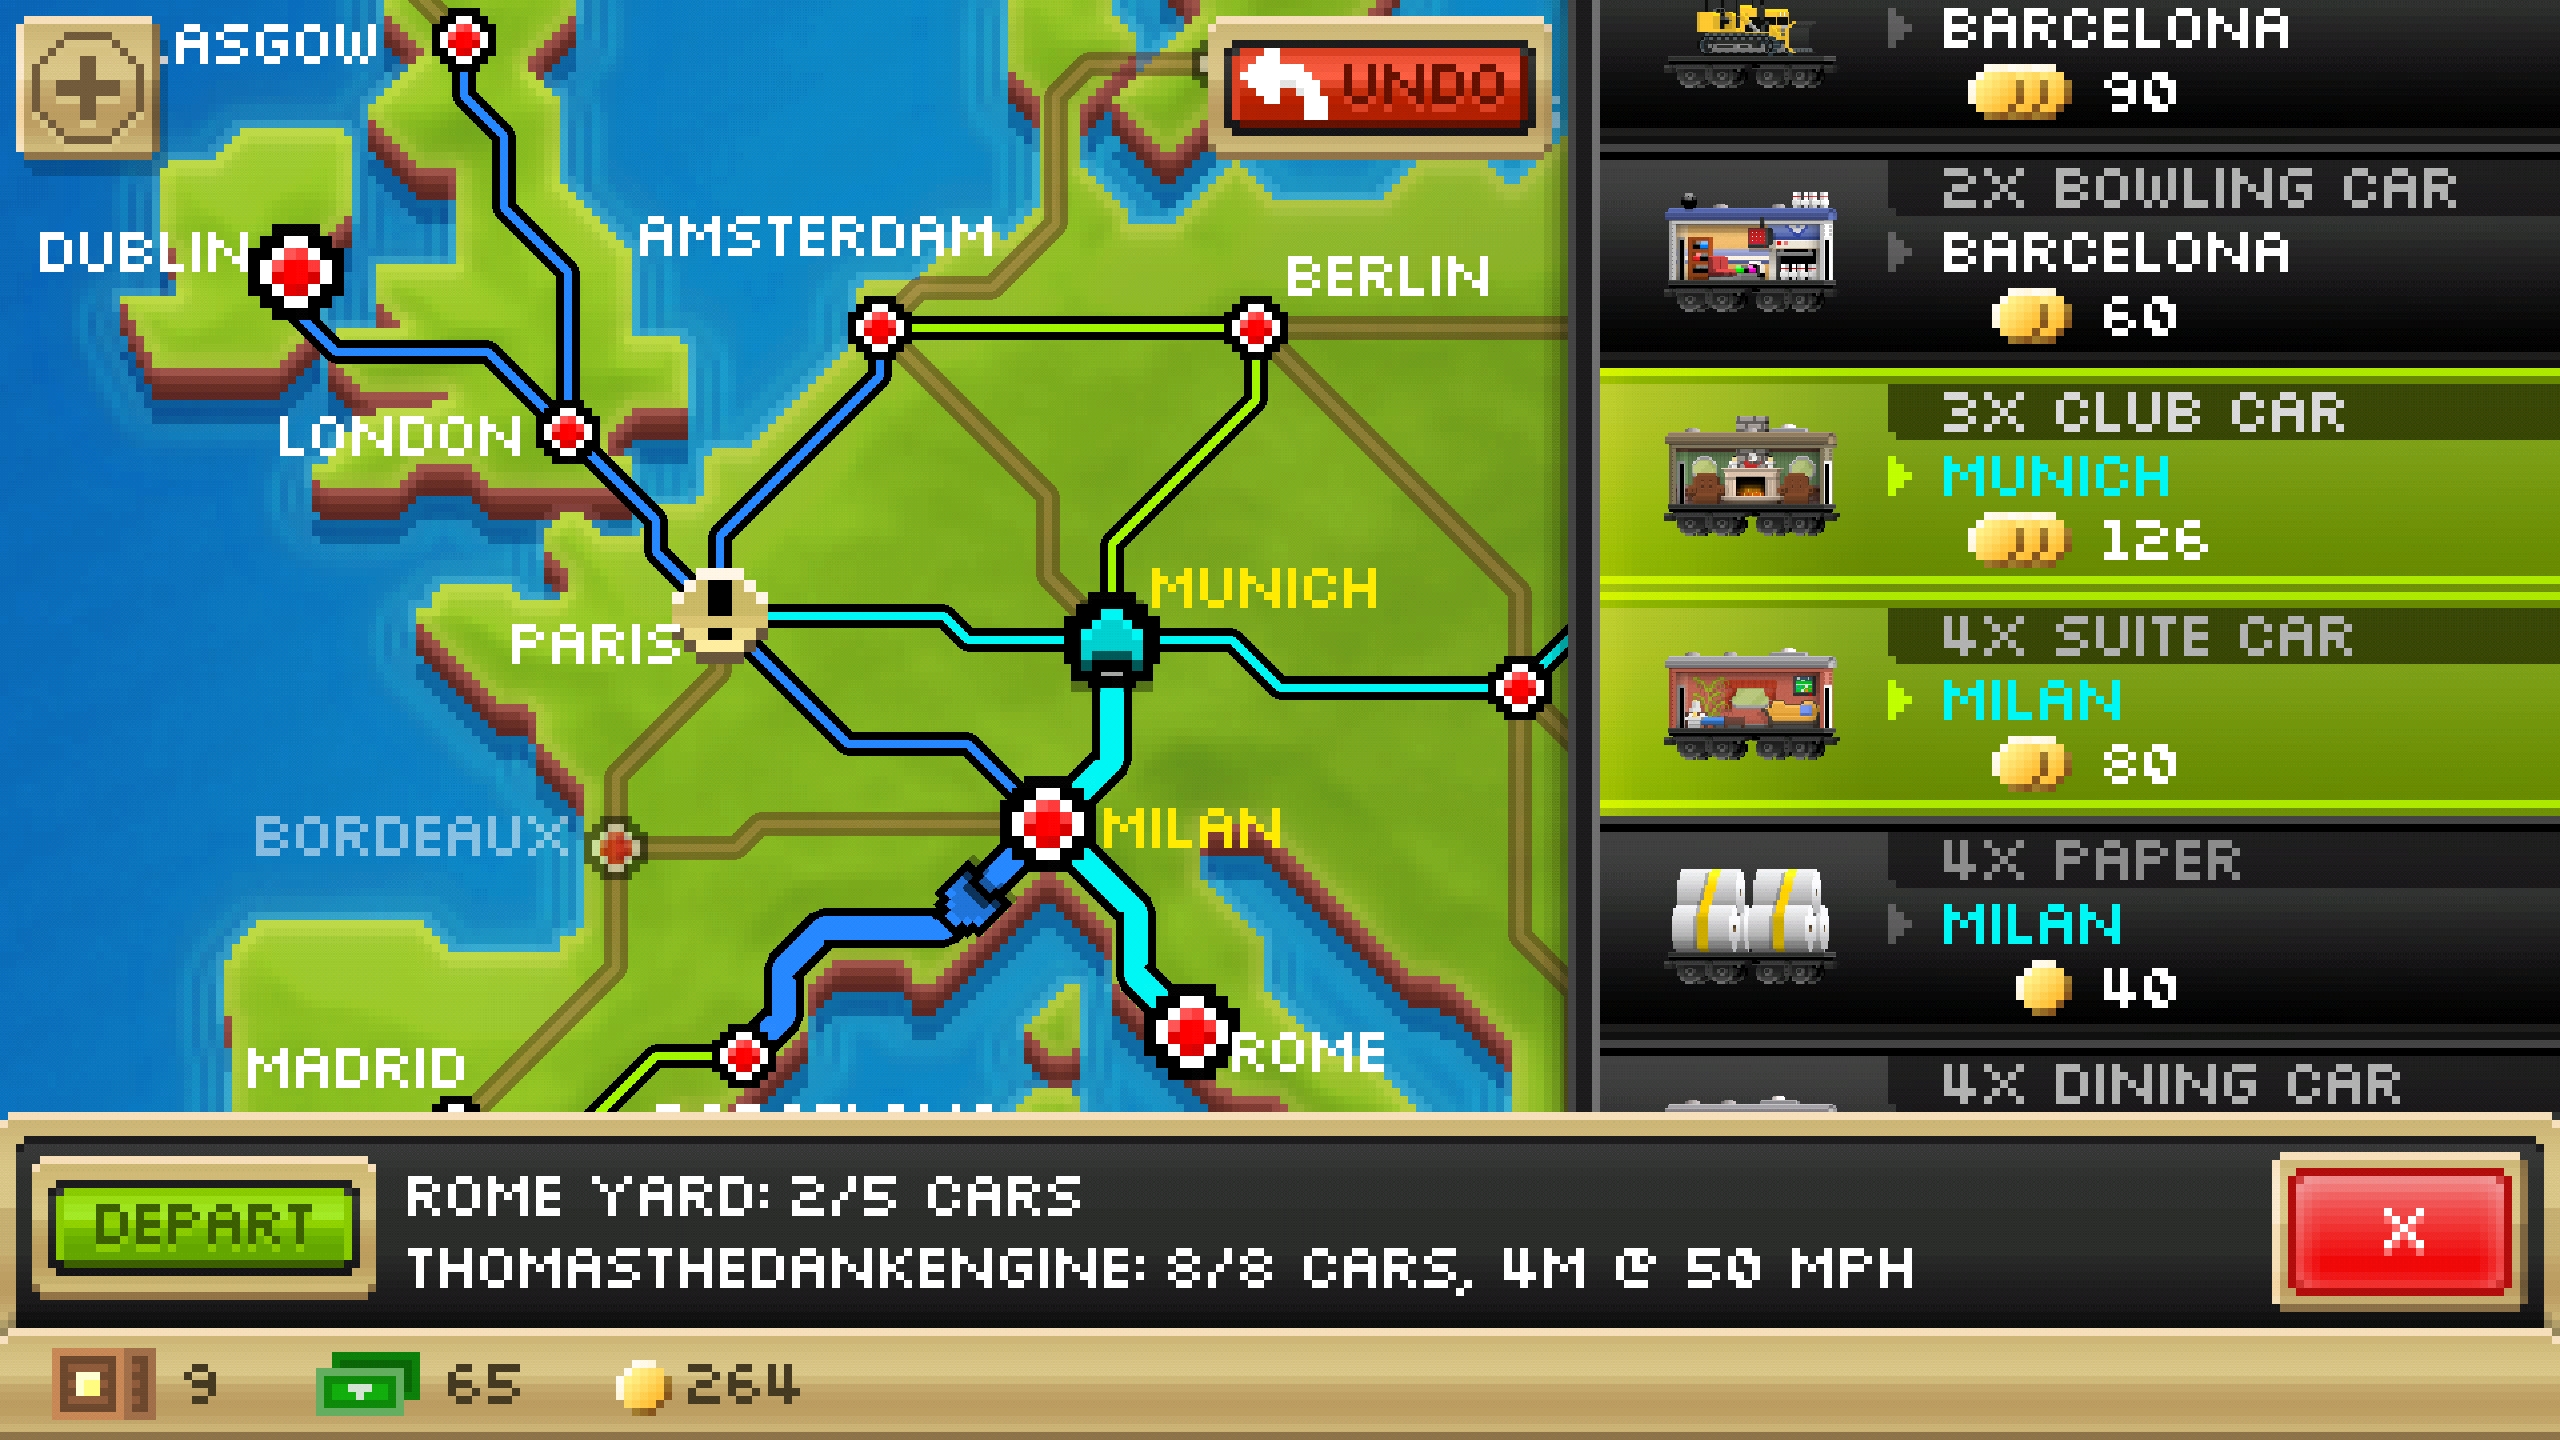 ASGOW
UNDO
DUBLIN
AMSTERDAM
BERLIN
LONDON
MUNICH
PARIS
MILAN
BORDEAUX
ROME
MADRID
BARCELONA
90
2X BOWLING CAR
BARCELONA
60
3X CLUB CAR
MUNICH
126
4X SUITE CAR
MILAN
80
4X PAPER
MILAN
40
4X DINING CAR
DEPART
ROME YARD: 2/5 CARS
THOMASTHEDANKENGINE: 8/8 CARS, 4M @ 50 MPH
X
9
65
264